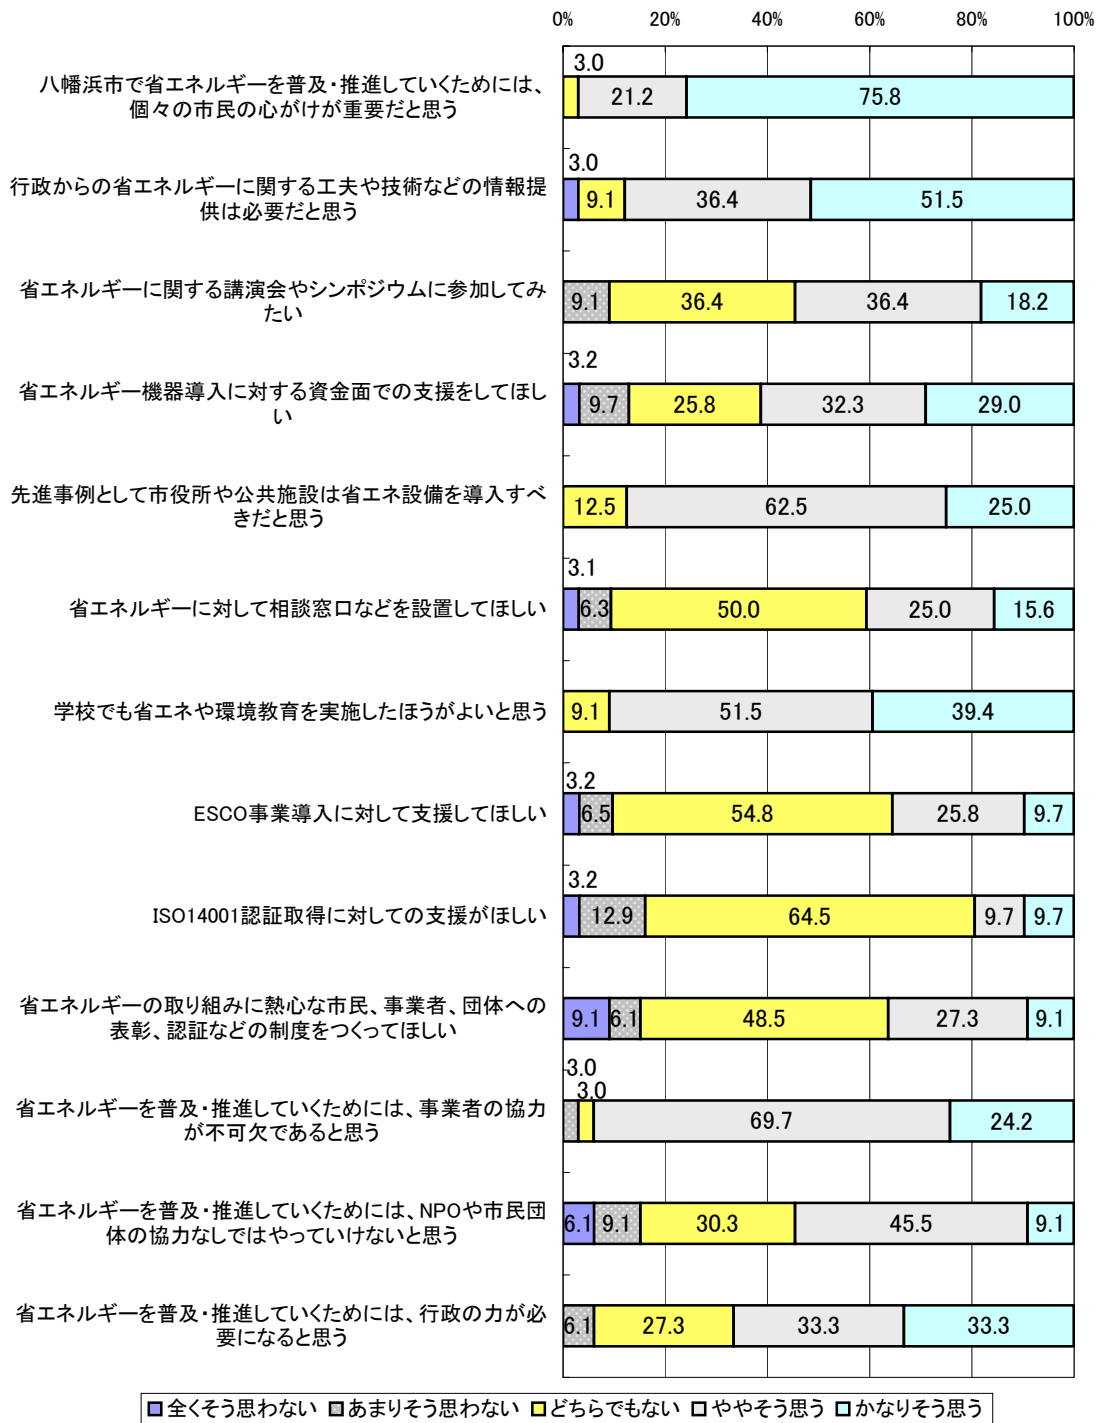 0% 20% 40% 60% 80% 100%
3.0
八幡浜市で省エネルギーを普及・推進していくためには、
個々の市民の心がけが重要だと思う
21.2 75.8
3.0
行政からの省エネルギーに関する工夫や技術などの情報提
供は必要だと思う
9.1 36.4 51.5
省エネルギーに関する講演会やシンポジウムに参加してみ
たい
9.1 36.4 36.4 18.2
3.2
省エネルギー機器導入に対する資金面での支援をしてほし
い
9.7 25.8 32.3 29.0
先進事例として市役所や公共施設は省エネ設備を導入すべ
きだと思う
12.5 62.5 25.0
3.1
省エネルギーに対して相談窓口などを設置してほしい
6.3 50.0 25.0 15.6
学校でも省エネや環境教育を実施したほうがよいと思う
9.1 51.5 39.4
3.2
ESCO事業導入に対して支援してほしい
6.5 54.8 25.8 9.7
3.2
ISO14001認証取得に対しての支援がほしい
12.9 64.5 9.7 9.7
省エネルギーの取り組みに熱心な市民、事業者、団体への
表彰、認証などの制度をつくってほしい
9.1 6.1 48.5 27.3 9.1
3.0
3.0
省エネルギーを普及・推進していくためには、事業者の協力
が不可欠であると思う
69.7 24.2
省エネルギーを普及・推進していくためには、NPOや市民団
体の協力なしではやっていけないと思う
6.1 9.1 30.3 45.5 9.1
省エネルギーを普及・推進していくためには、行政の力が必
要になると思う
6.1 27.3 33.3 33.3
全くそう思わない あまりそう思わない どちらでもない ややそう思う かなりそう思う